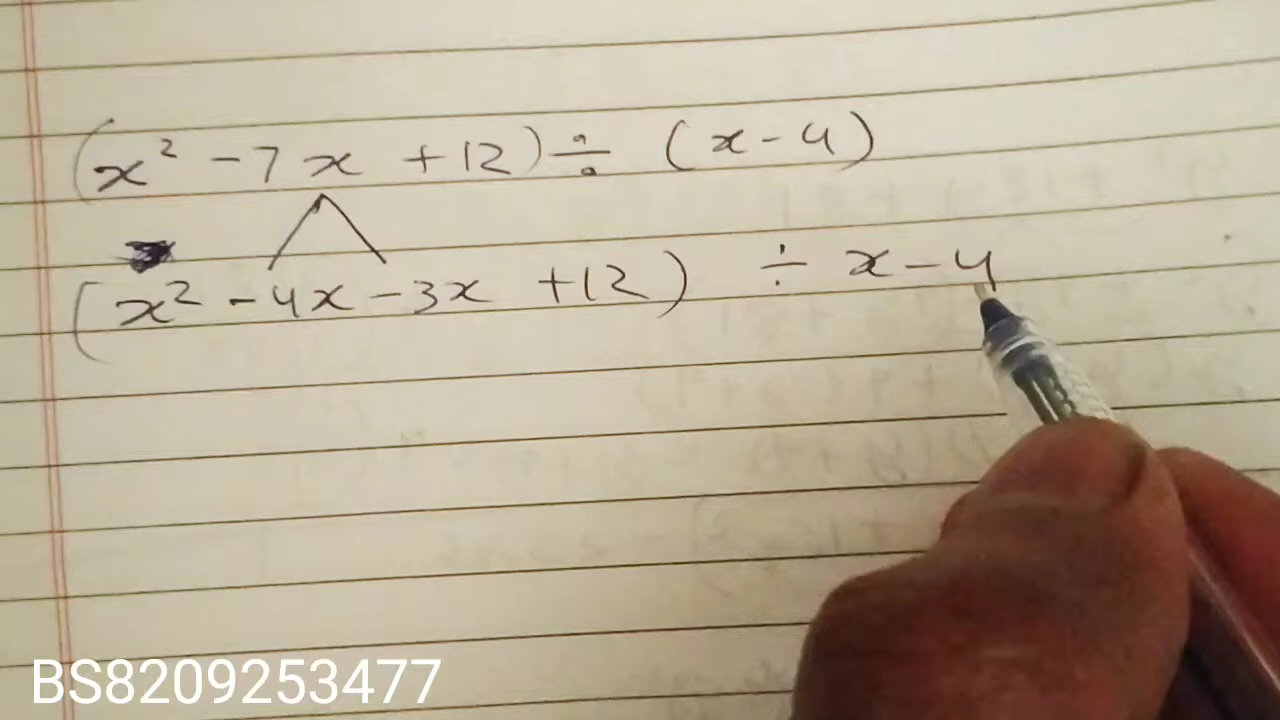 (x² - 7x + 12) ÷ (x - 4)
(x² - 4x - 3x + 12) ÷ x - 4
BS8209253477